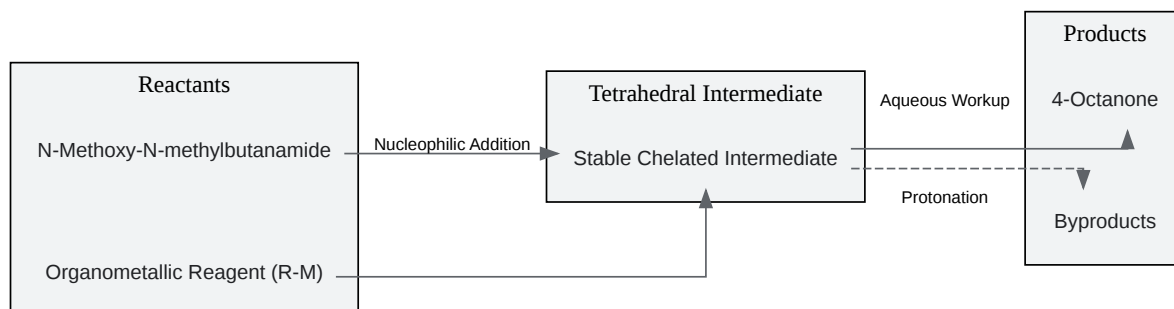 Reactants
N-Methoxy-N-methylbutanamide
Organometallic Reagent (R-M)
Nucleophilic Addition
Tetrahedral Intermediate
Stable Chelated Intermediate
Aqueous Workup
Protonation
Products
4-Octanone
Byproducts